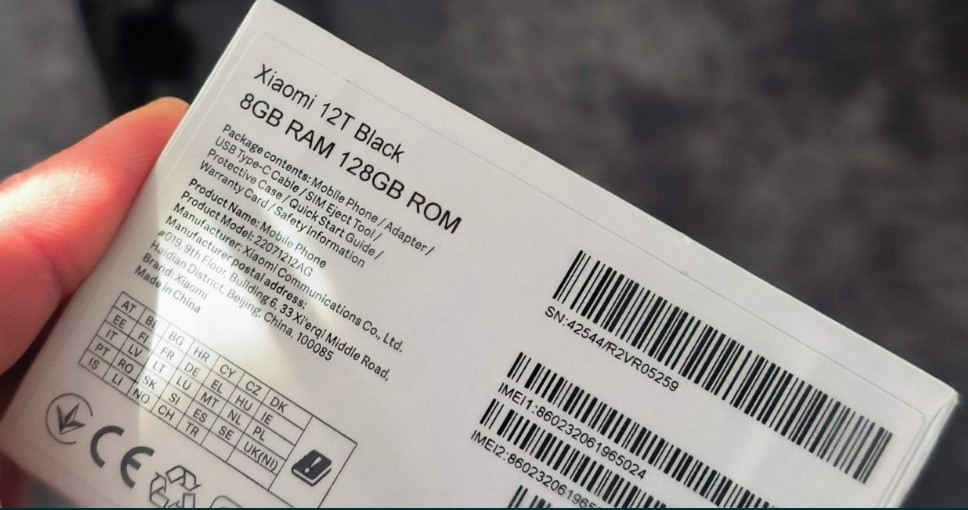 Xiaomi 12T Black
8GB RAM 128GB ROM
Package contents: Mobile Phone / Adapter /
USB Type-C Cable / SIM Eject Tool /
Protective Case / Quick Start Guide /
Warranty Card / Safety Information
Product Name: Mobile Phone
Product Model: 22071212AG
Manufacturer: Xiaomi Communications Co., Ltd.
Manufacturer postal address:
#019, 9th Floor, Building 6, 33 Xi'erqi Middle Road,
Haidian District, Beijing, China, 100085
Brand: Xiaomi
Made in China
AT BE BG HR CY CZ DK
EE FI FR DE EL HU IE
IT LV LT LU MT NL PL
PT RO SK SI ES SE UK(NI)
IS LI NO CH TR
CE
SN:42544/R2VR05259
IMEI1:860232061965024
IMEI2:86023206196